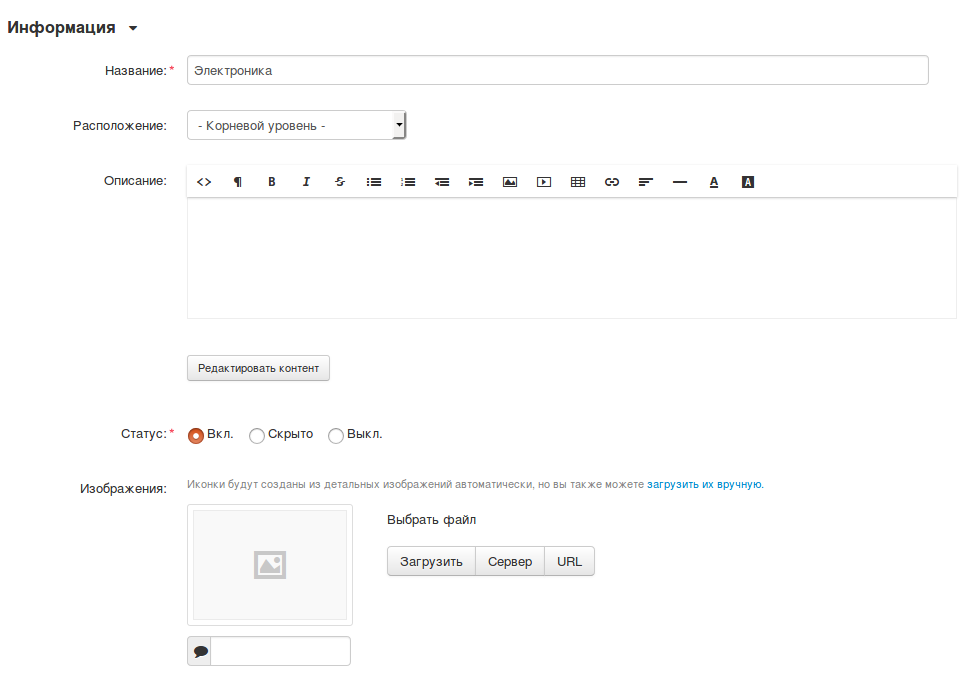 Информация
Название:*
Электроника
Расположение:
- Корневой уровень -
Описание:
Редактировать контент
Статус:*
Вкл.
Скрыто
Выкл.
Изображения:
Иконки будут созданы из детальных изображений автоматически, но вы также можете загрузить их вручную.
Выбрать файл
Загрузить
Сервер
URL